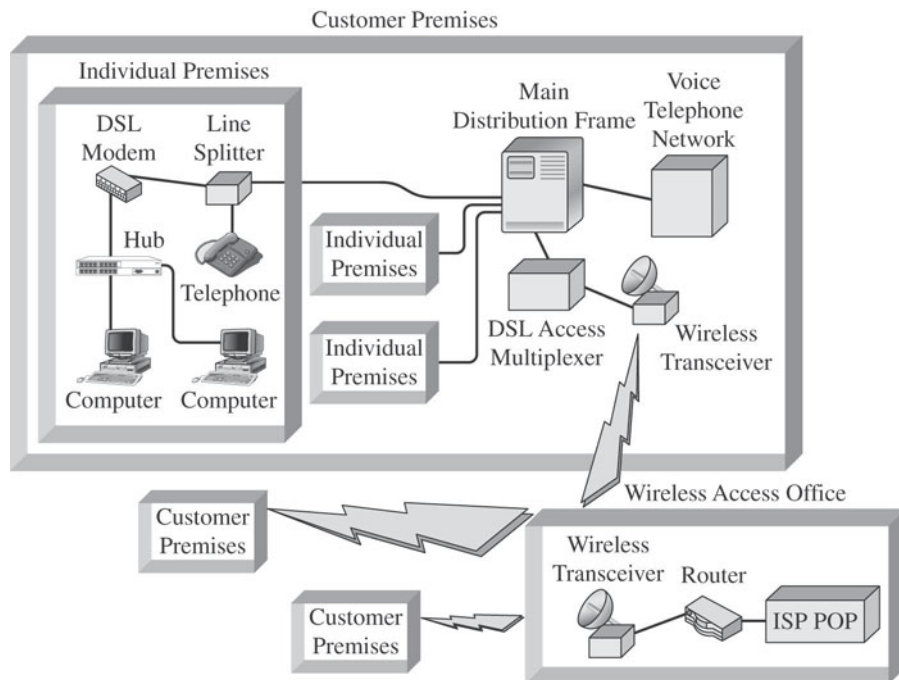 Customer Premises
Individual Premises
DSL
Modem
Line
Splitter
Hub
Telephone
Computer
Computer
Main
Distribution Frame
Voice
Telephone
Network
Individual
Premises
Individual
Premises
DSL Access
Multiplexer
Wireless
Transceiver
Customer
Premises
Customer
Premises
Wireless Access Office
Wireless
Transceiver
Router
ISP POP